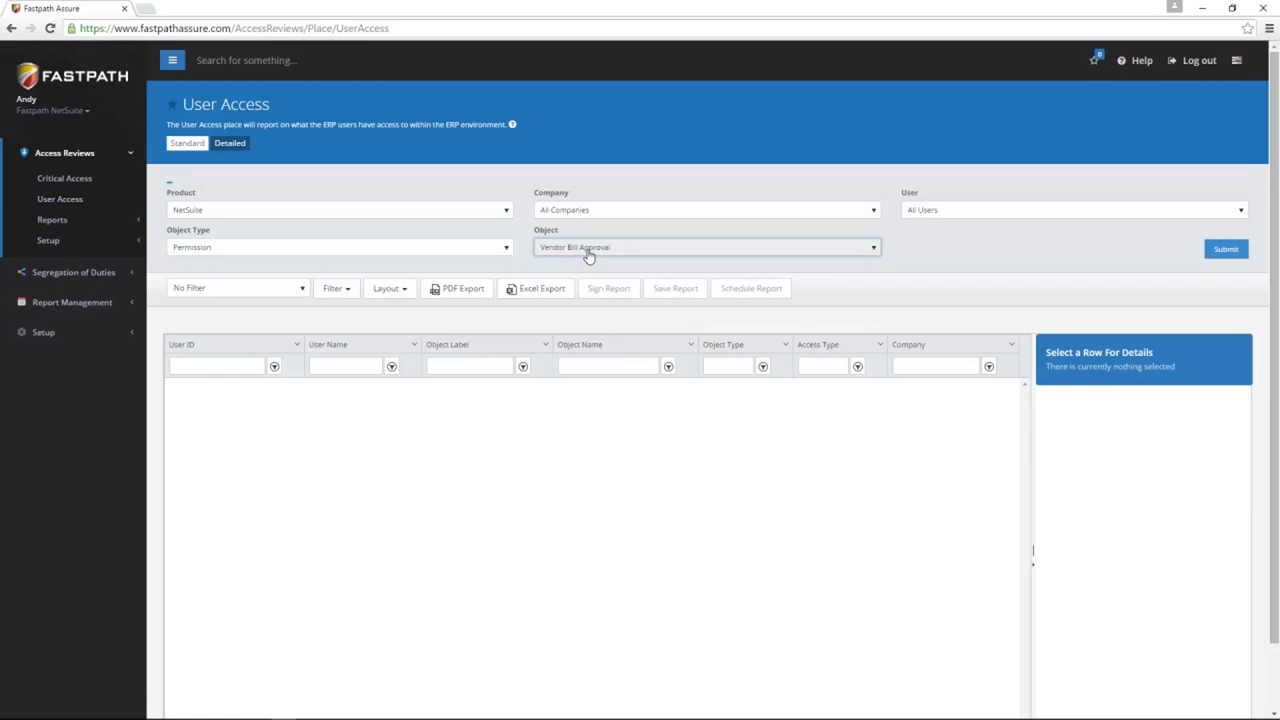 Fastpath Assure
https://www.fastpathassure.com/AccessReviews/Place/UserAccess
FASTPATH
Search for something...
0
Help
Log out
Andy
Fastpath NetSuite
User Access
The User Access place will report on what the ERP users have access to within the ERP environment.
Standard
Detailed
Access Reviews
Critical Access
User Access
Reports
Setup
Segregation of Duties
Report Management
Setup
Product
Company
User
NetSuite
All Companies
All Users
Object Type
Object
Permission
Vendor Bill Approval
Submit
No Filter
Filter
Layout
PDF Export
Excel Export
Sign Report
Save Report
Schedule Report
User ID
User Name
Object Label
Object Name
Object Type
Access Type
Company
Select a Row For Details
There is currently nothing selected